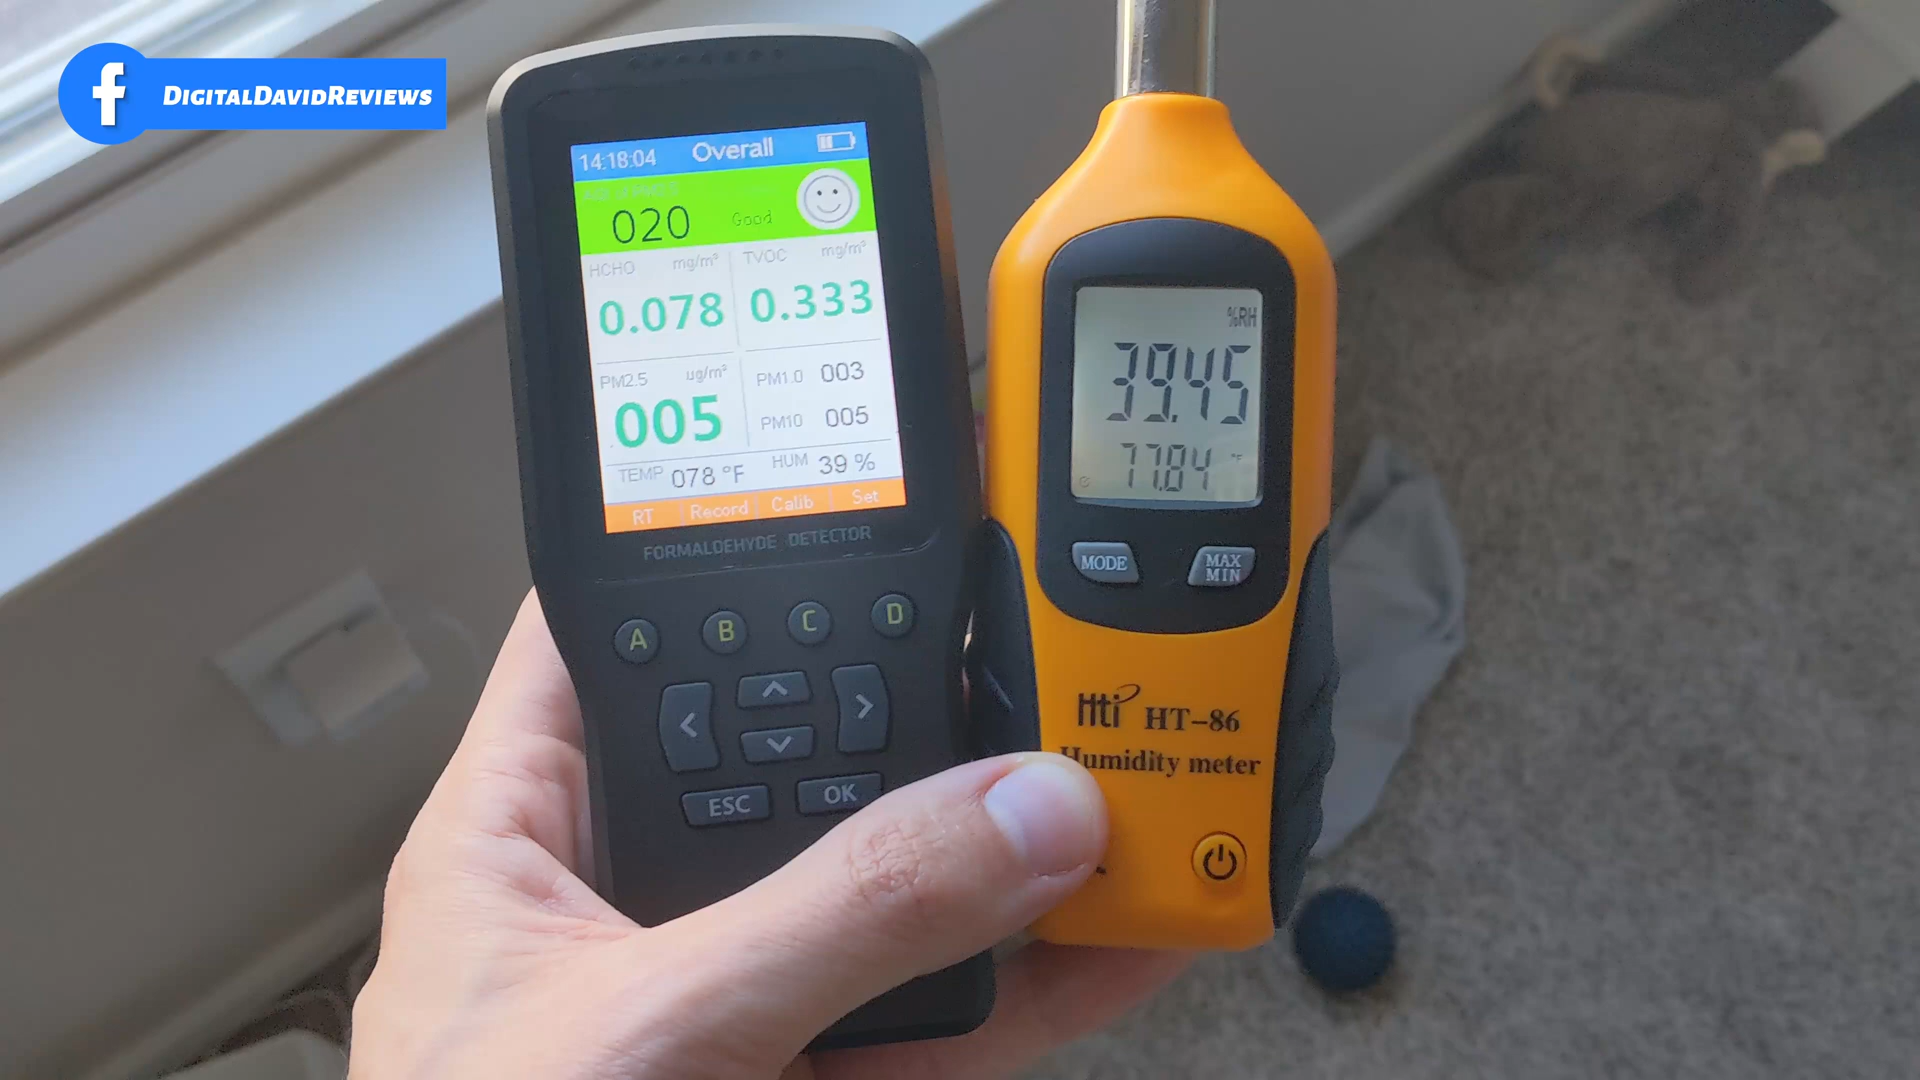 f DigitalDavidReviews
14:18:04 Overall
020 Good
HCHO mg/m³ TVOC mg/m³
0.078 0.333
PM2.5 ug/m³ PM1.0 003
005 PM10 005
TEMP 078 °F HUM 39 %
RT Record Calib Set
FORMALDEHYDE DETECTOR
A B C D
ESC OK
%RH
39.45
77.84 °F
MODE MAX MIN
Hti HT-86
Humidity meter